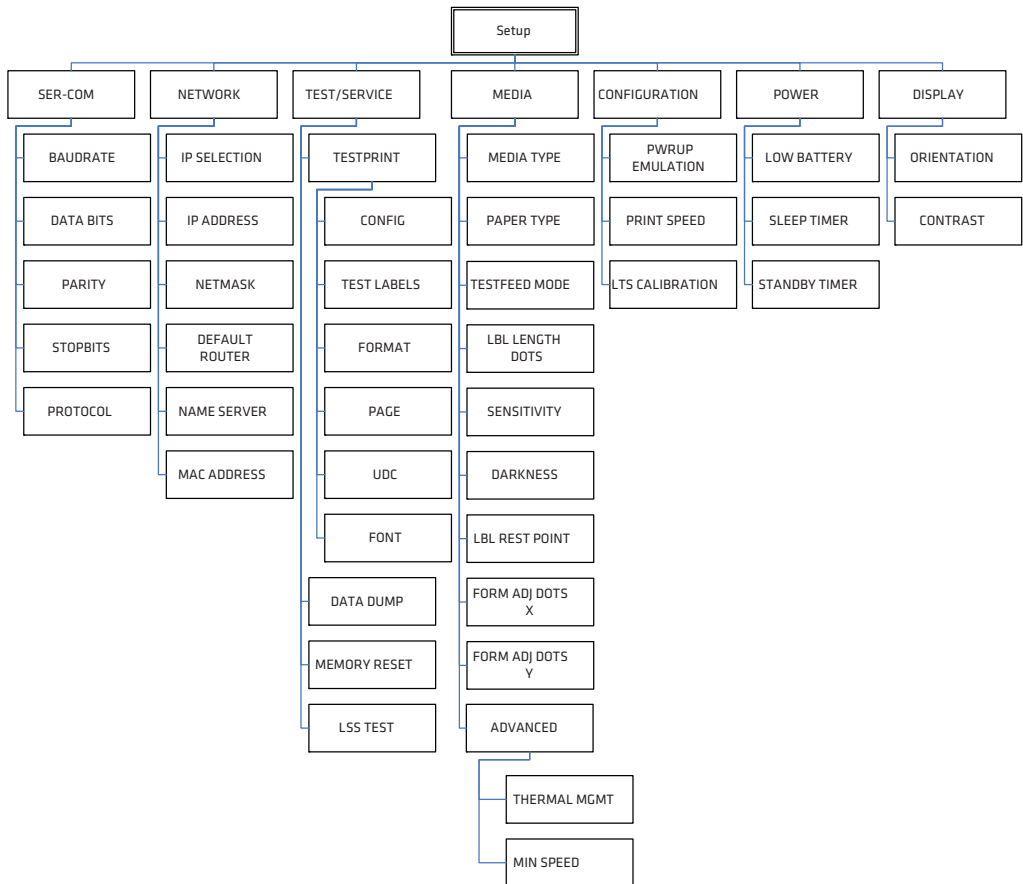 Setup
SER-COM
NETWORK
TEST/SERVICE
MEDIA
CONFIGURATION
POWER
DISPLAY
BAUDRATE
DATA BITS
PARITY
STOPBITS
PROTOCOL
IP SELECTION
IP ADDRESS
NETMASK
DEFAULT
ROUTER
NAME SERVER
MAC ADDRESS
TESTPRINT
CONFIG
TEST LABELS
FORMAT
PAGE
UDC
FONT
DATA DUMP
MEMORY RESET
LSS TEST
MEDIA TYPE
PAPER TYPE
TESTFEED MODE
LBL LENGTH
DOTS
SENSITIVITY
DARKNESS
LBL REST POINT
FORM ADJ DOTS
X
FORM ADJ DOTS
Y
ADVANCED
THERMAL MGMT
MIN SPEED
PWRUP
EMULATION
PRINT SPEED
LTS CALIBRATION
LOW BATTERY
SLEEP TIMER
STANDBY TIMER
ORIENTATION
CONTRAST